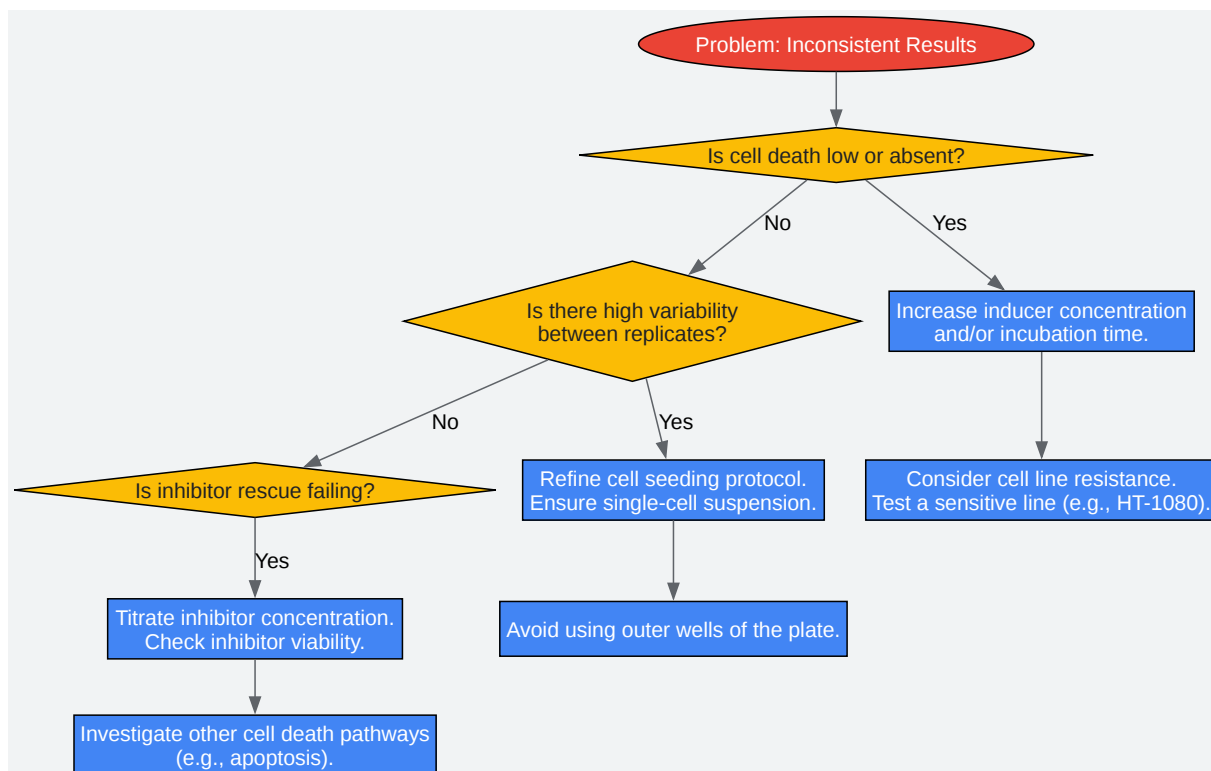 Problem: Inconsistent Results
Is cell death low or absent?
No
Yes
Is there high variability
between replicates?
Increase inducer concentration
and/or incubation time.
No
Yes
Is inhibitor rescue failing?
Refine cell seeding protocol.
Ensure single-cell suspension.
Consider cell line resistance.
Test a sensitive line (e.g., HT-1080).
Yes
Titrate inhibitor concentration.
Check inhibitor viability.
Avoid using outer wells of the plate.
Investigate other cell death pathways
(e.g., apoptosis).